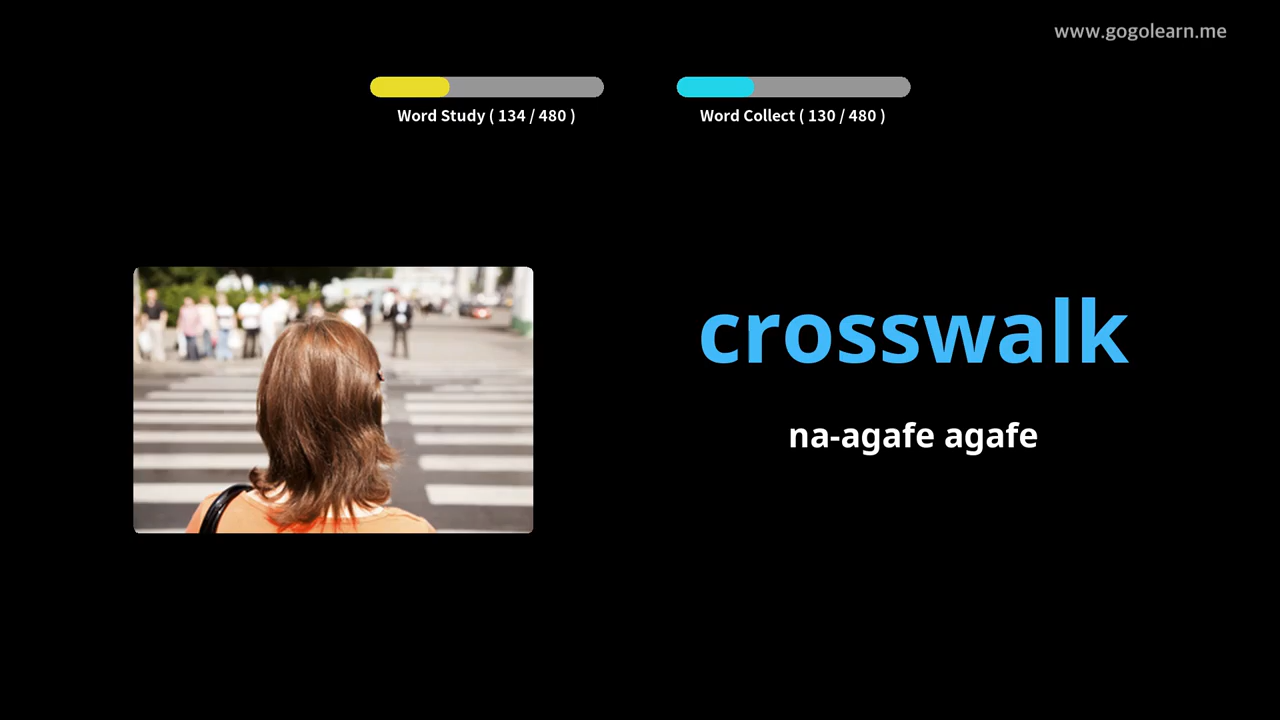 www.gogolearn.me
Word Study ( 134 / 480 )
Word Collect ( 130 / 480 )
crosswalk
na-agafe agafe